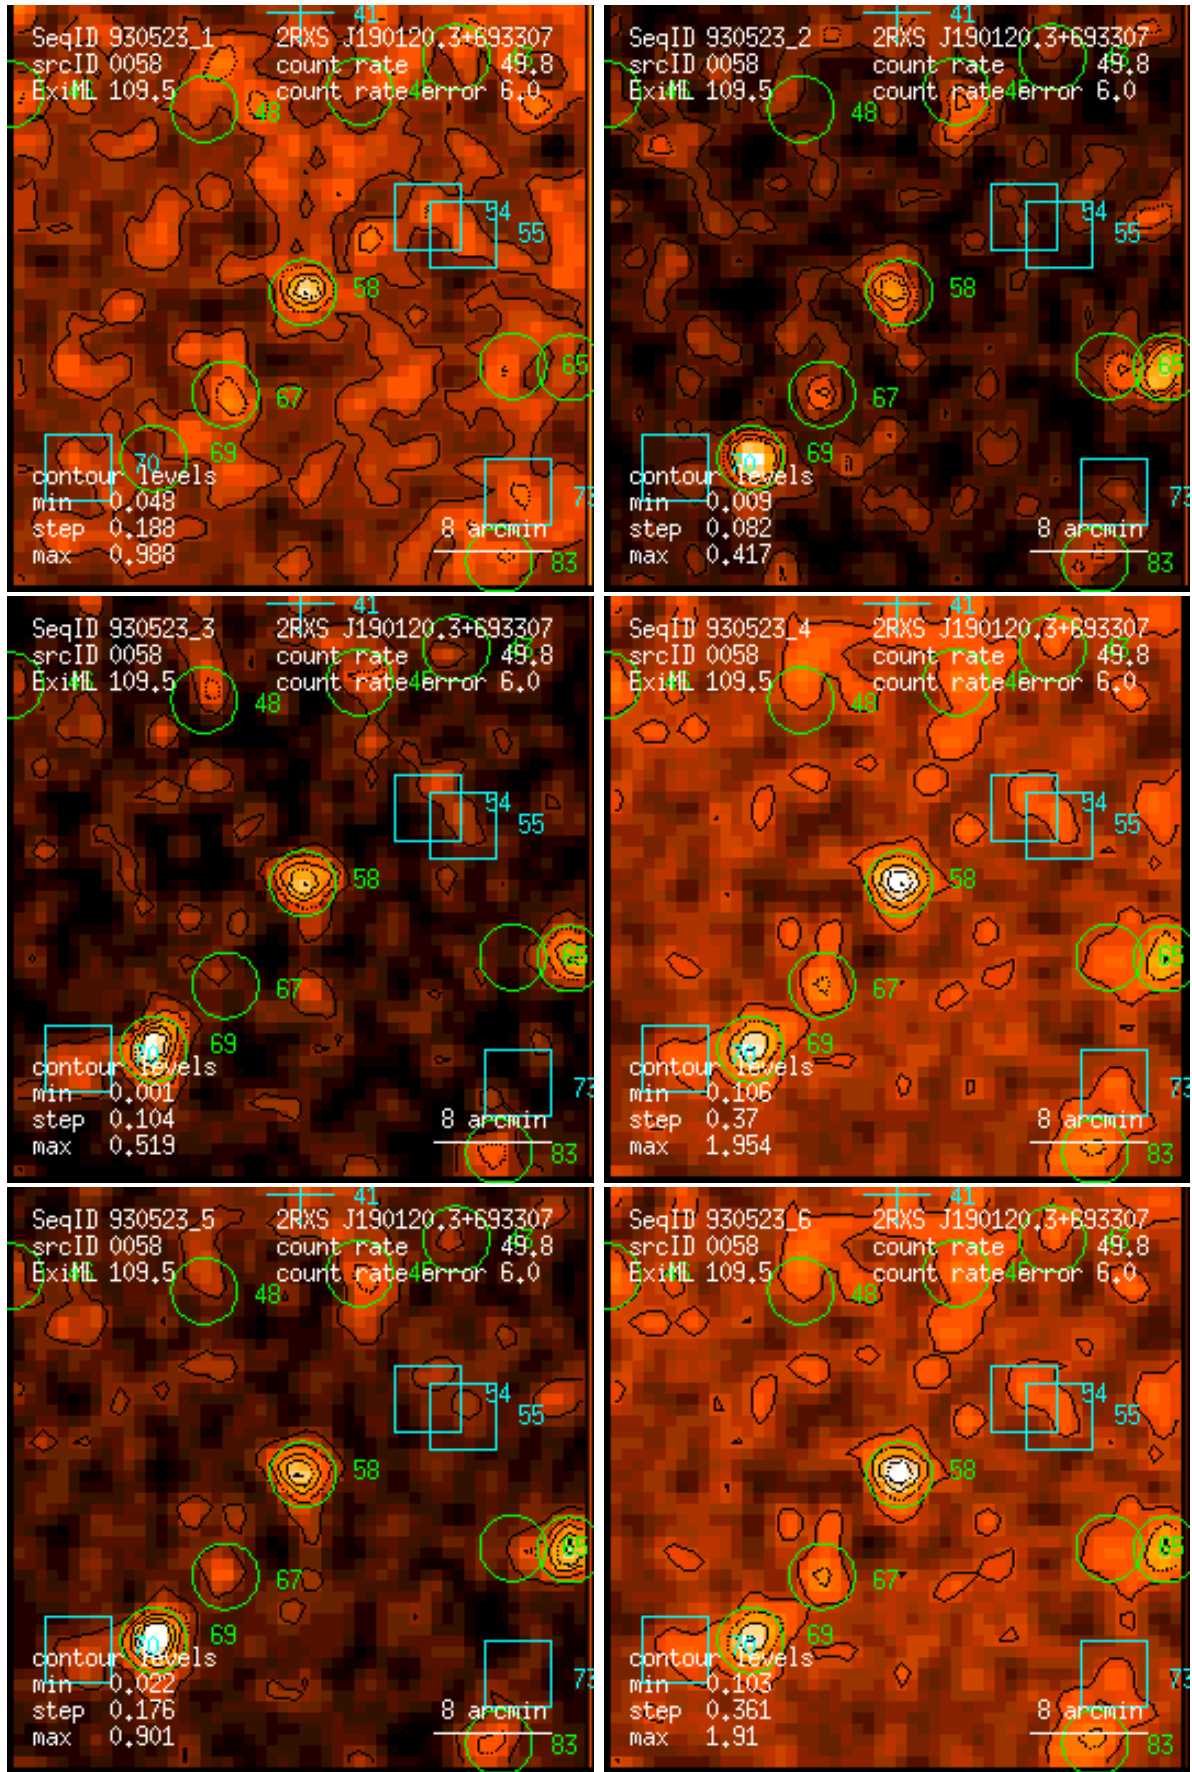 41
SeqID 930523_1 2RXS J190120.3+693307
srcID 0058 count rate 49.8
ExiML 109.5 count rate error 6.0
48
54
55
58
65
67
69
70
contour levels
min 0.048
73
step 0.188 8 arcmin
max 0.988 83
41
SeqID 930523_2 2RXS J190120.3+693307
srcID 0058 count rate 49.8
ExiML 109.5 count rate error 6.0
48
54
55
58
65
67
69
70
contour levels
min 0.009
73
step 0.082 8 arcmin
max 0.417 83
41
SeqID 930523_3 2RXS J190120.3+693307
srcID 0058 count rate 49.8
ExiML 109.5 count rate error 6.0
48
54
55
58
65
67
69
70
contour levels
min 0.001
73
step 0.104 8 arcmin
max 0.519 83
41
SeqID 930523_4 2RXS J190120.3+693307
srcID 0058 count rate 49.8
ExiML 109.5 count rate error 6.0
48
54
55
58
65
67
69
70
contour levels
min 0.106
73
step 0.37 8 arcmin
max 1.954 83
41
SeqID 930523_5 2RXS J190120.3+693307
srcID 0058 count rate 49.8
ExiML 109.5 count rate error 6.0
48
54
55
58
65
67
69
70
contour levels
min 0.022
73
step 0.176 8 arcmin
max 0.901 83
41
SeqID 930523_6 2RXS J190120.3+693307
srcID 0058 count rate 49.8
ExiML 109.5 count rate error 6.0
48
54
55
58
65
67
69
70
contour levels
min 0.103
73
step 0.361 8 arcmin
max 1.91 83